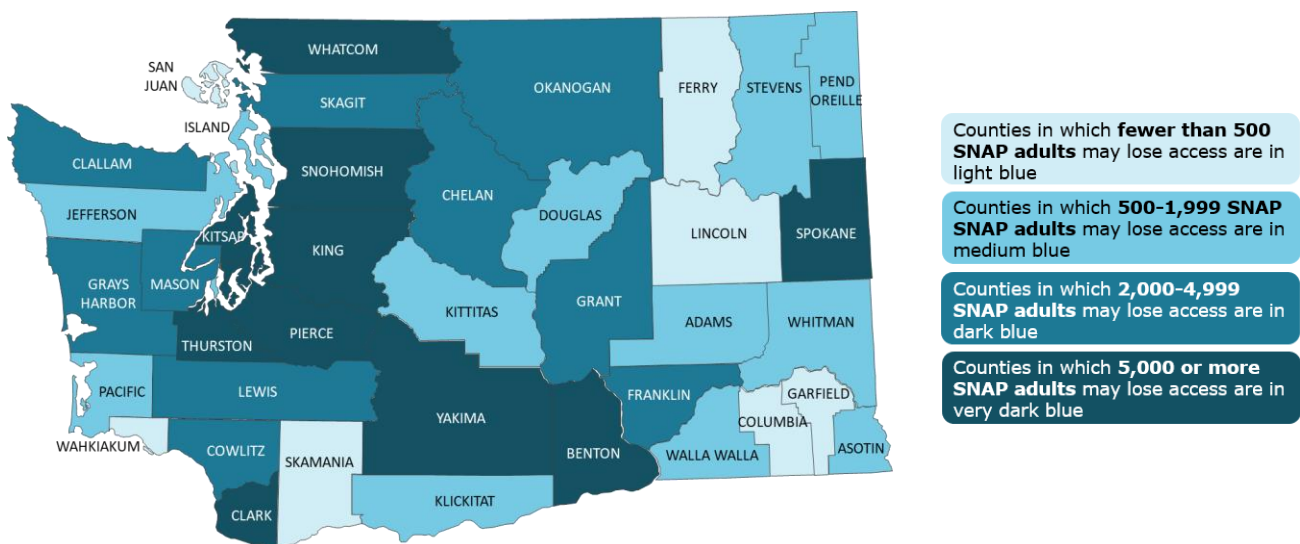 WHATCOM
SAN
JUAN
SKAGIT
ISLAND
OKANOGAN
FERRY
STEVENS
PEND
OREILLE
CLALLAM
SNOHOMISH
CHELAN
JEFFERSON
DOUGLAS
KITSAP
KING
LINCOLN
SPOKANE
GRAYS
HARBOR
MASON
KITTITAS
GRANT
ADAMS
WHITMAN
THURSTON
PIERCE
PACIFIC
LEWIS
YAKIMA
FRANKLIN
GARFIELD
COLUMBIA
WAHKIAKUM
COWLITZ
SKAMANIA
BENTON
WALLA WALLA
ASOTIN
KLICKITAT
CLARK
Counties in which fewer than 500
SNAP adults may lose access are in
light blue
Counties in which 500-1,999 SNAP
SNAP adults may lose access are in
medium blue
Counties in which 2,000-4,999
SNAP adults may lose access are in
dark blue
Counties in which 5,000 or more
SNAP adults may lose access are in
very dark blue